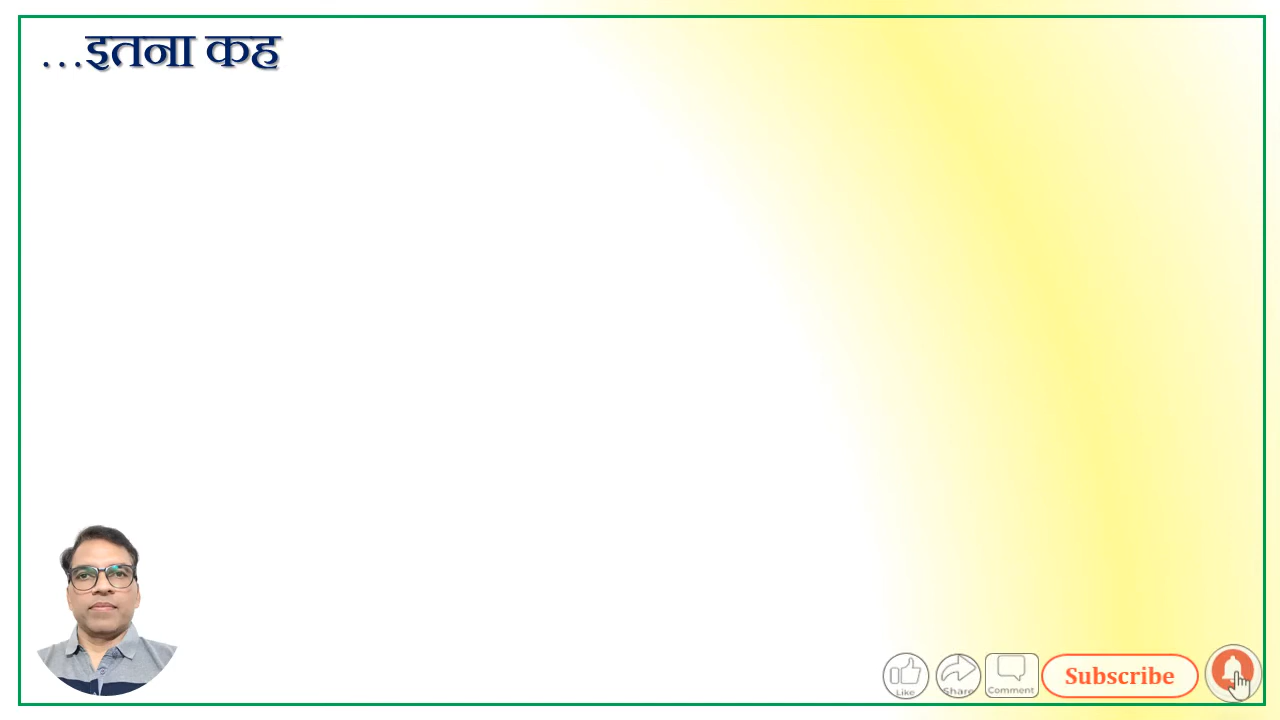 ...इतना कह
Like
Share
Comment
Subscribe